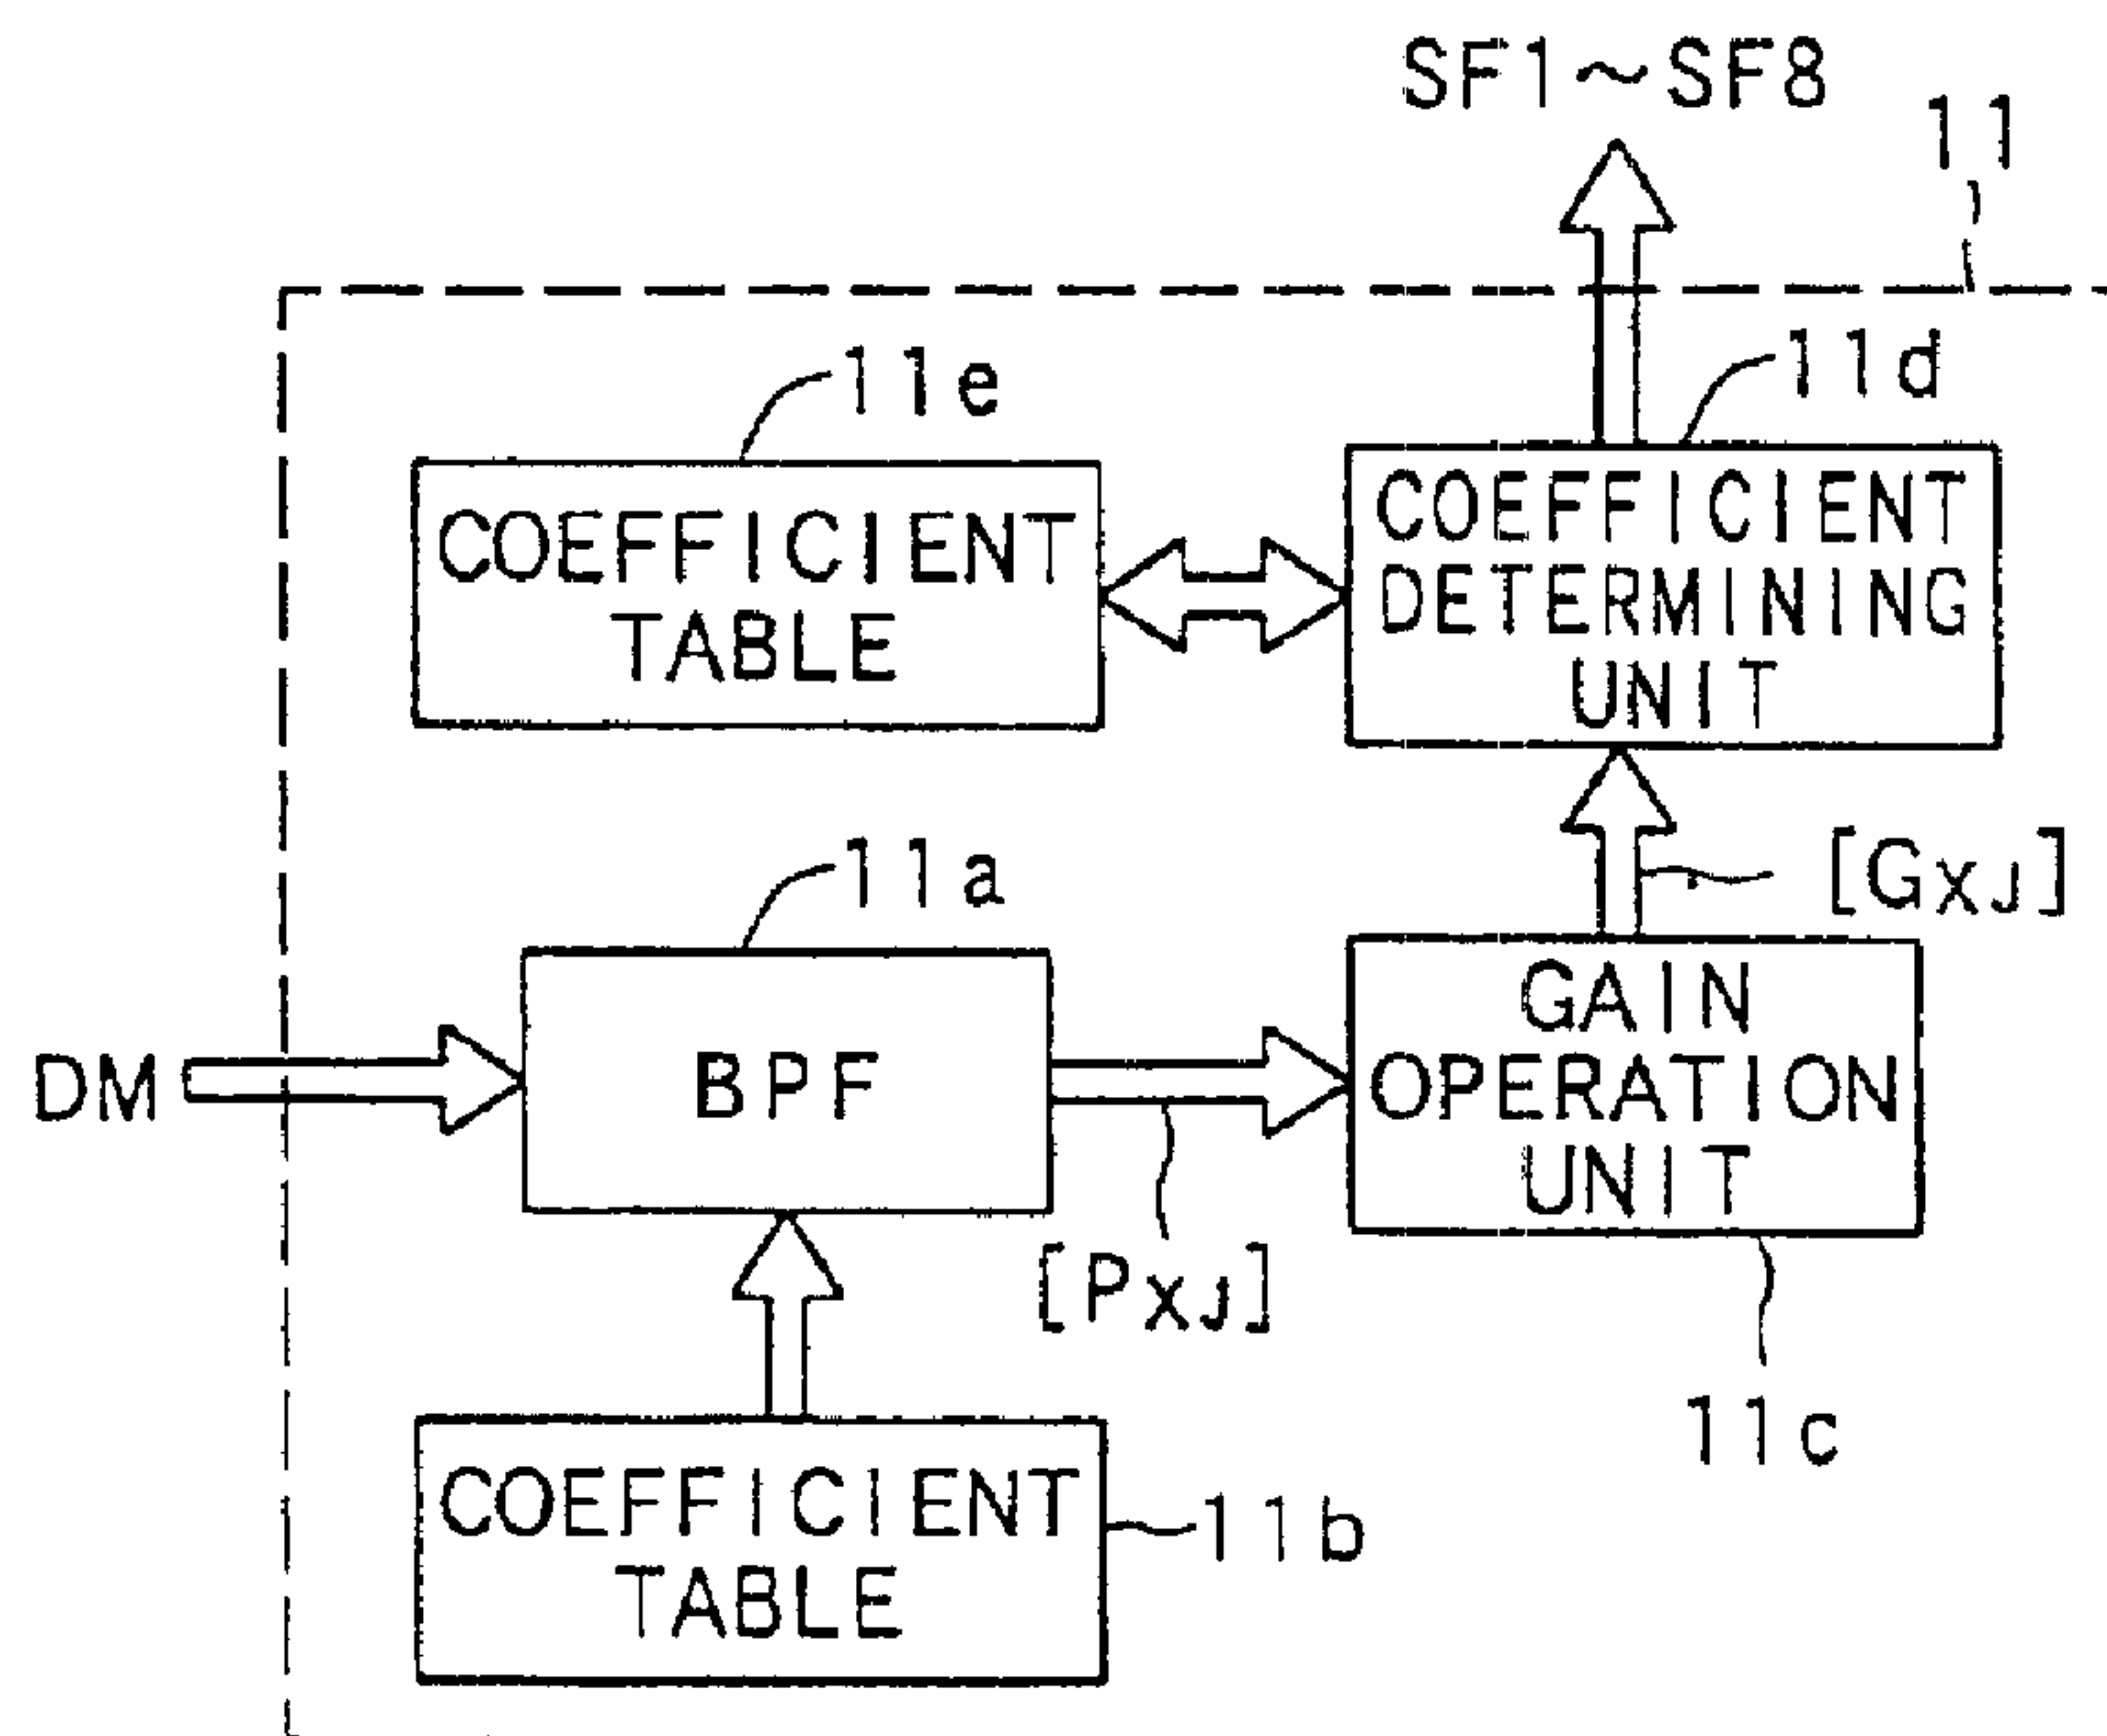 SF1~SF8
11
11e
11d
COEFFICIENT
TABLE
COEFFICIENT
DETERMINING
UNIT
11a
[GXJ]
DM
BPF
GAIN
OPERATION
UNIT
[PXJ]
11c
COEFFICIENT
TABLE
11b